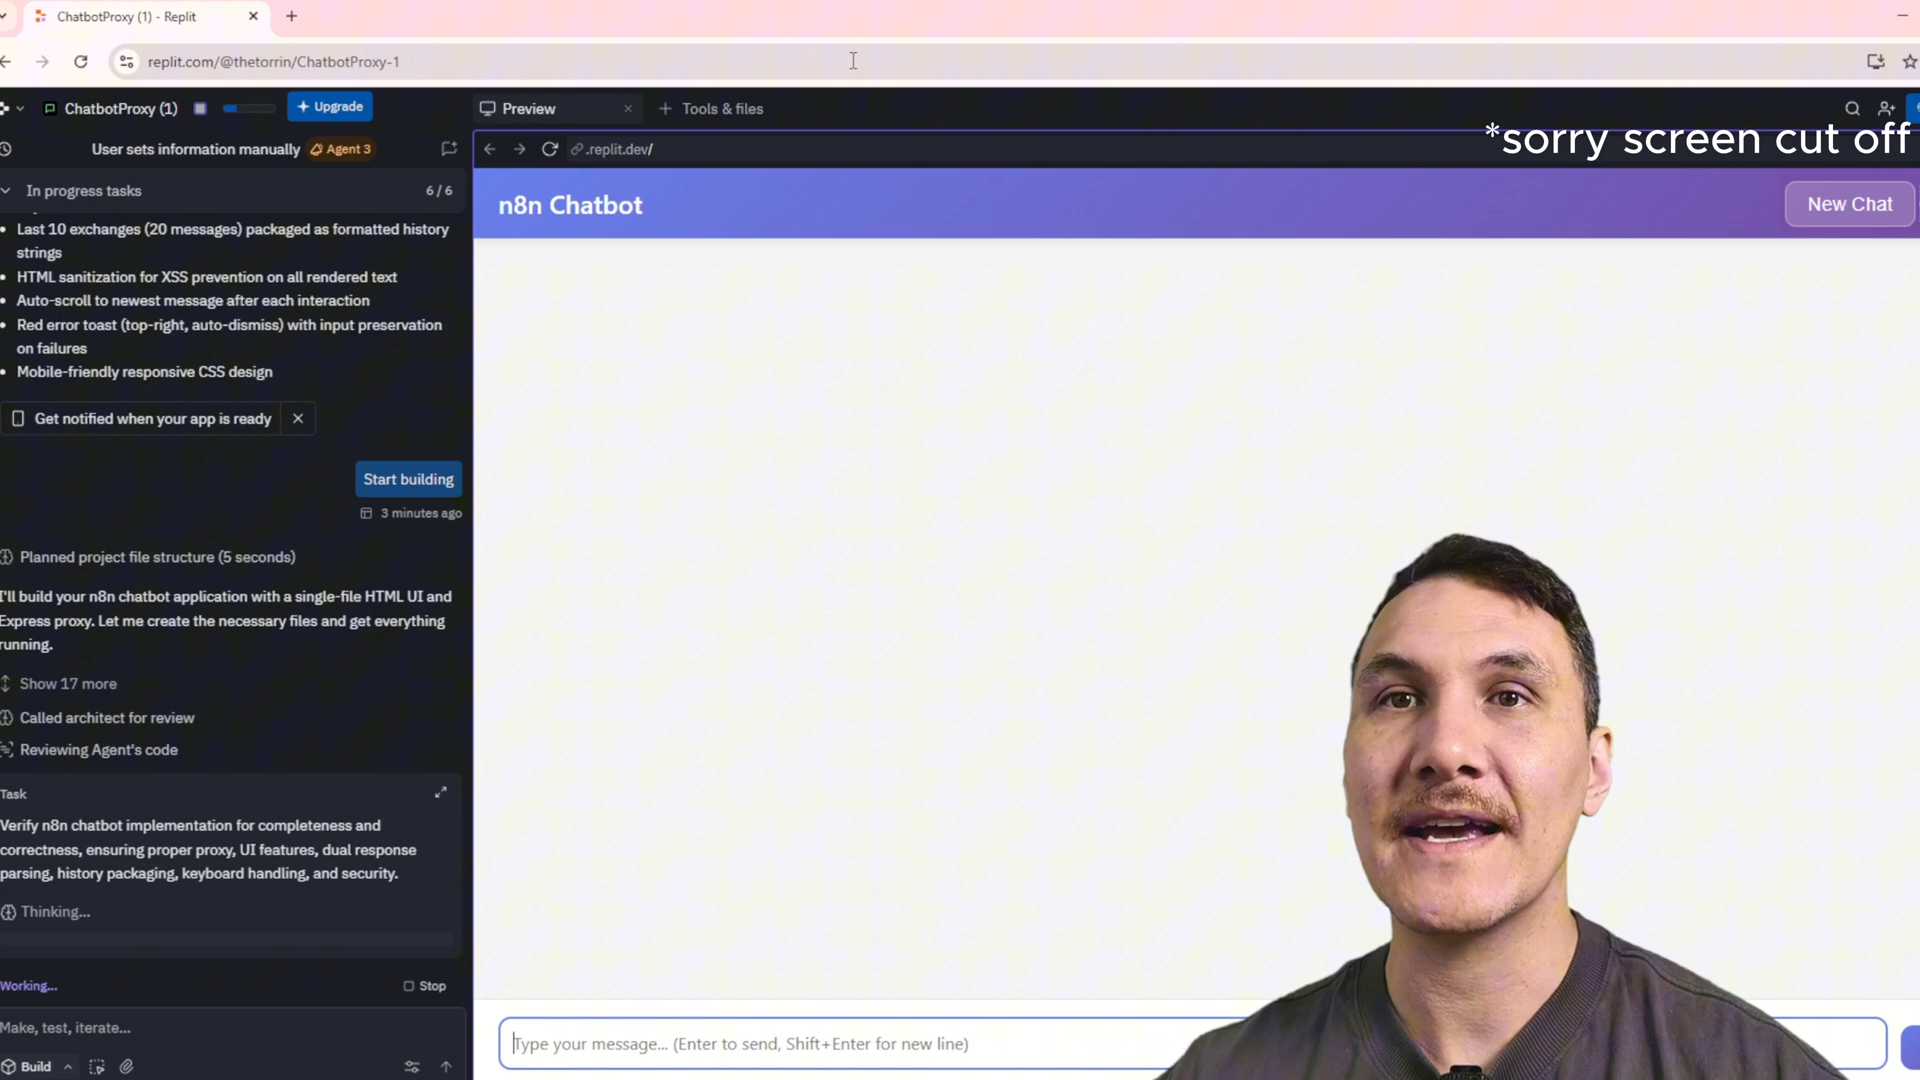 ChatbotProxy (1) - Replit
replit.com/@thetorrin/ChatbotProxy-1
ChatbotProxy (1)
Upgrade
Preview
Tools & files
*sorry screen cut off
User sets information manually
Agent 3
.replit.dev/
In progress tasks
6 / 6
n8n Chatbot
New Chat
Last 10 exchanges (20 messages) packaged as formatted history
strings
HTML sanitization for XSS prevention on all rendered text
Auto-scroll to newest message after each interaction
Red error toast (top-right, auto-dismiss) with input preservation
on failures
Mobile-friendly responsive CSS design
Get notified when your app is ready
Start building
3 minutes ago
Planned project file structure (5 seconds)
I'll build your n8n chatbot application with a single-file HTML UI and
Express proxy. Let me create the necessary files and get everything
running.
Show 17 more
Called architect for review
Reviewing Agent's code
Task
Verify n8n chatbot implementation for completeness and
correctness, ensuring proper proxy, UI features, dual response
parsing, history packaging, keyboard handling, and security.
Thinking...
Working...
Stop
Make, test, iterate...
Type your message... (Enter to send, Shift+Enter for new line)
Build